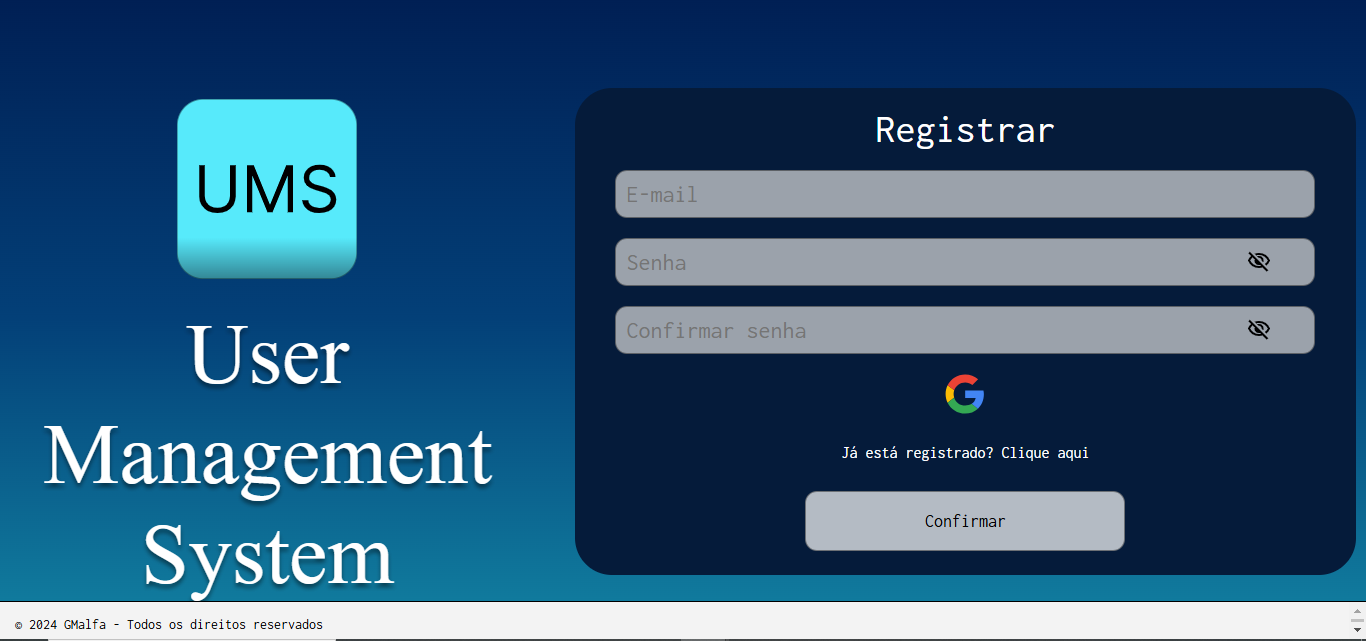 UMS
User
Management
System
Registrar
E-mail
Senha
Confirmar senha
Já está registrado? Clique aqui
Confirmar
© 2024 GMalfa - Todos os direitos reservados